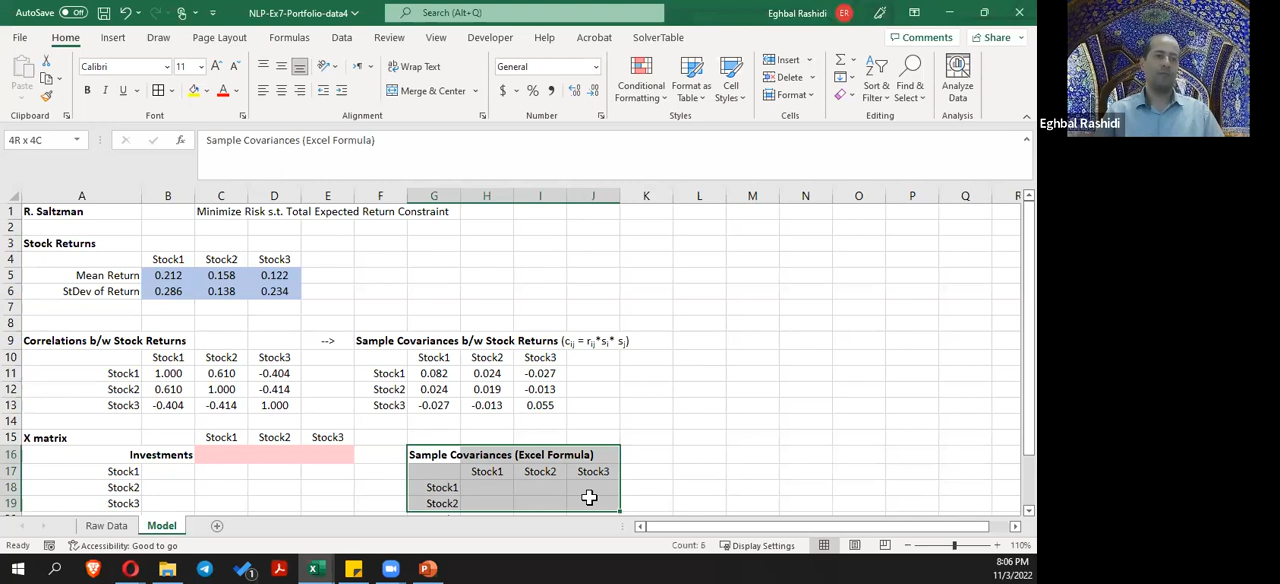 AutoSave Off NLP-Ex7-Portfolio-data4 Search (Alt+Q) Eghbal Rashidi ER
File Home Insert Draw Page Layout Formulas Data Review View Developer Help Acrobat SolverTable Comments Share
Paste Calibri 11 A A Wrap Text General Conditional Formatting Format as Table Cell Styles Insert Delete Format Sort & Filter Find & Select Analyze Data
B I U A Merge & Center $ %
Clipboard Font Alignment Number Styles Cells Editing Analysis
Eghbal Rashidi
4R x 4C fx Sample Covariances (Excel Formula)
A B C D E F G H I J K L M N O P Q R
1 R. Saltzman Minimize Risk s.t. Total Expected Return Constraint
2
3 Stock Returns
4 Stock1 Stock2 Stock3
5 Mean Return 0.212 0.158 0.122
6 StDev of Return 0.286 0.138 0.234
7
8
9 Correlations b/w Stock Returns --> Sample Covariances b/w Stock Returns (cij = rij*si* sj)
10 Stock1 Stock2 Stock3 Stock1 Stock2 Stock3
11 Stock1 1.000 0.610 -0.404 Stock1 0.082 0.024 -0.027
12 Stock2 0.610 1.000 -0.414 Stock2 0.024 0.019 -0.013
13 Stock3 -0.404 -0.414 1.000 Stock3 -0.027 -0.013 0.055
14
15 X matrix Stock1 Stock2 Stock3
16 Investments Sample Covariances (Excel Formula)
17 Stock1 Stock1 Stock2 Stock3
18 Stock2 Stock1
19 Stock3 Stock2
Raw Data Model
Ready Accessibility: Good to go Count: 6 Display Settings 110%
8:06 PM
11/3/2022